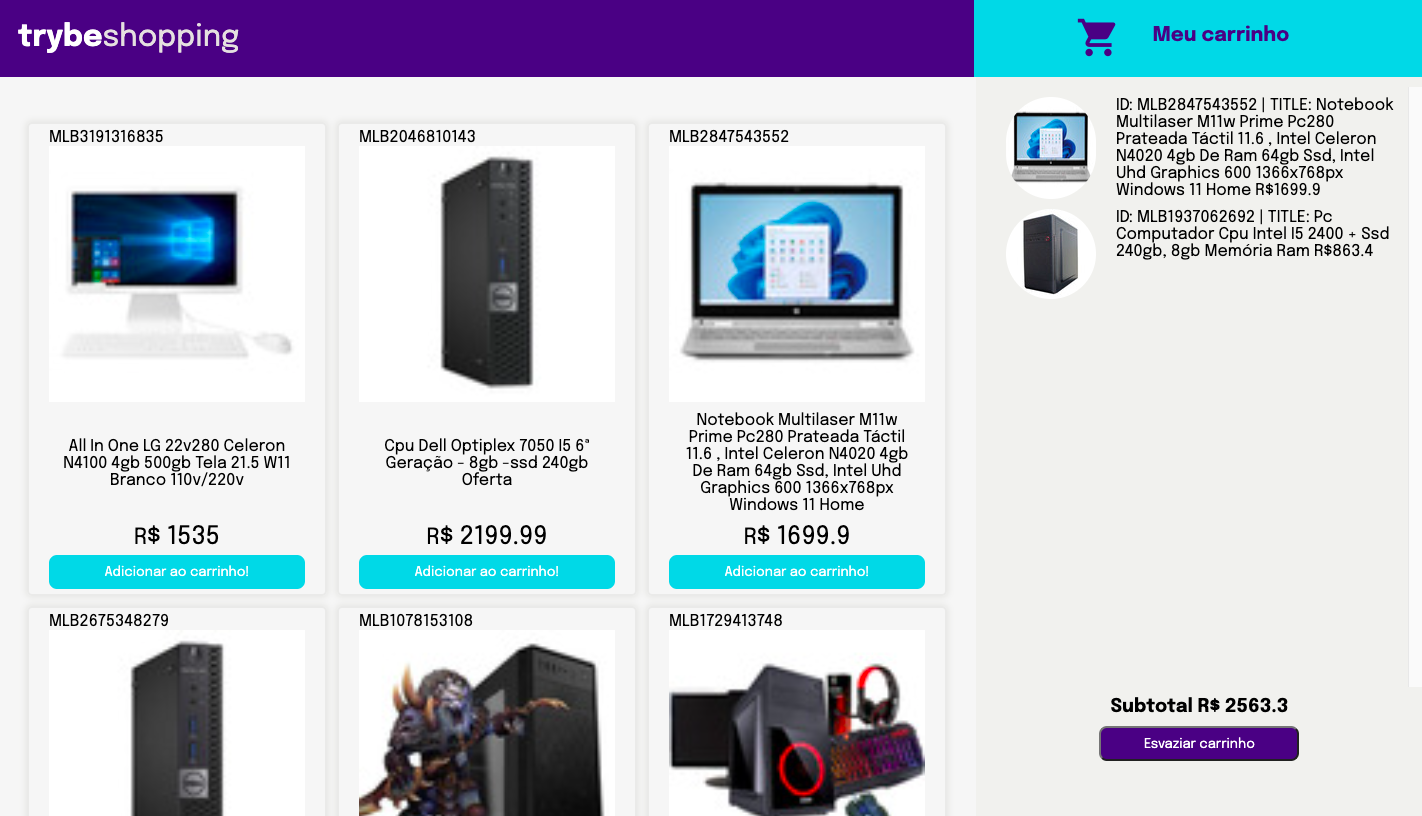 trybeshopping
Meu carrinho
MLB3191316835
All In One LG 22v280 Celeron
N4100 4gb 500gb Tela 21.5 W11
Branco 110v/220v
R$ 1535
Adicionar ao carrinho!
MLB2046810143
Cpu Dell Optiplex 7050 I5 6ª
Geração - 8gb -ssd 240gb
Oferta
R$ 2199.99
Adicionar ao carrinho!
MLB2847543552
Notebook Multilaser M11w
Prime Pc280 Prateada Táctil
11.6 , Intel Celeron N4020 4gb
De Ram 64gb Ssd, Intel Uhd
Graphics 600 1366x768px
Windows 11 Home
R$ 1699.9
Adicionar ao carrinho!
MLB2675348279
MLB1078153108
MLB1729413748
ID: MLB2847543552 | TITLE: Notebook
Multilaser M11w Prime Pc280
Prateada Táctil 11.6 , Intel Celeron
N4020 4gb De Ram 64gb Ssd, Intel
Uhd Graphics 600 1366x768px
Windows 11 Home R$1699.9
ID: MLB1937062692 | TITLE: Pc
Computador Cpu Intel I5 2400 + Ssd
240gb, 8gb Memória Ram R$863.4
Subtotal R$ 2563.3
Esvaziar carrinho